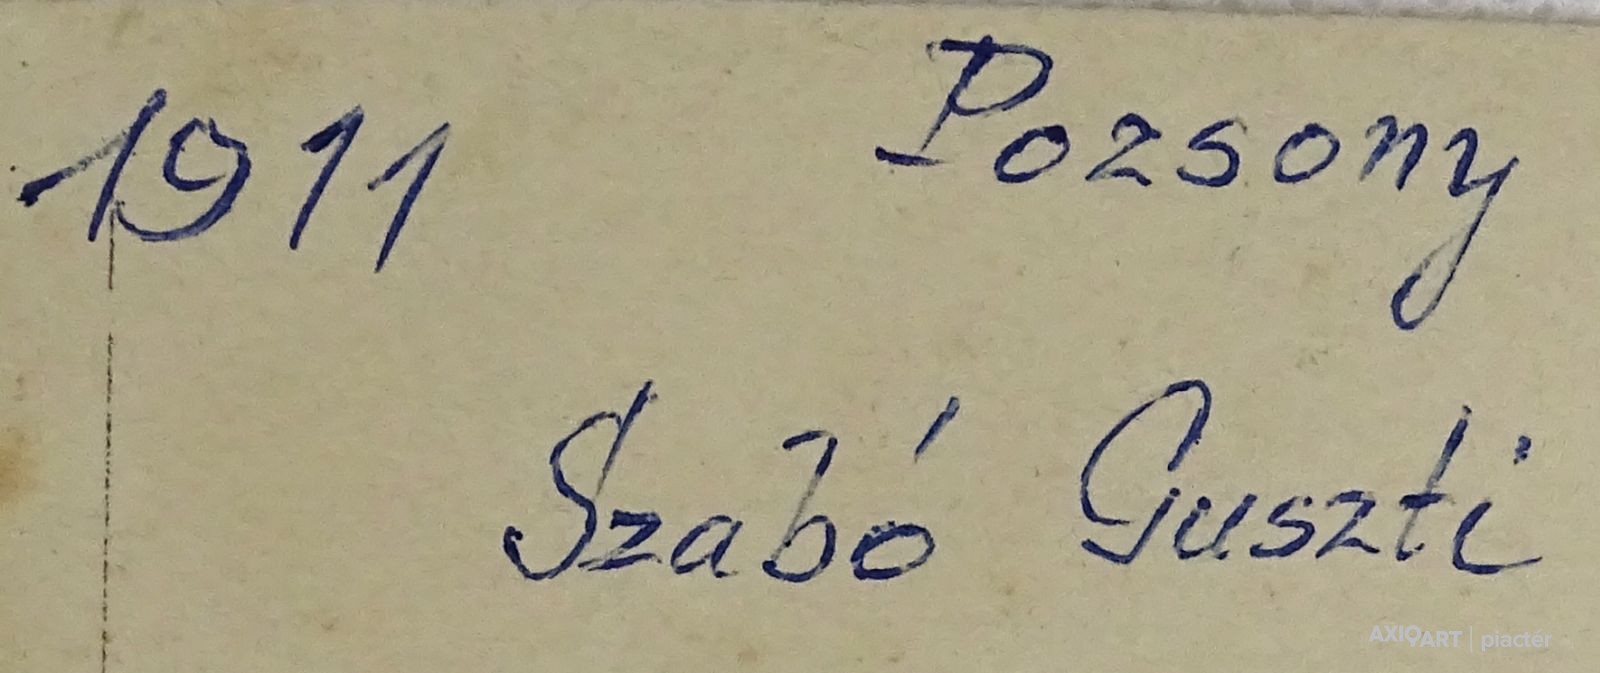 1911 Pozsony
Szabó Guszti
AXIOART | piactér